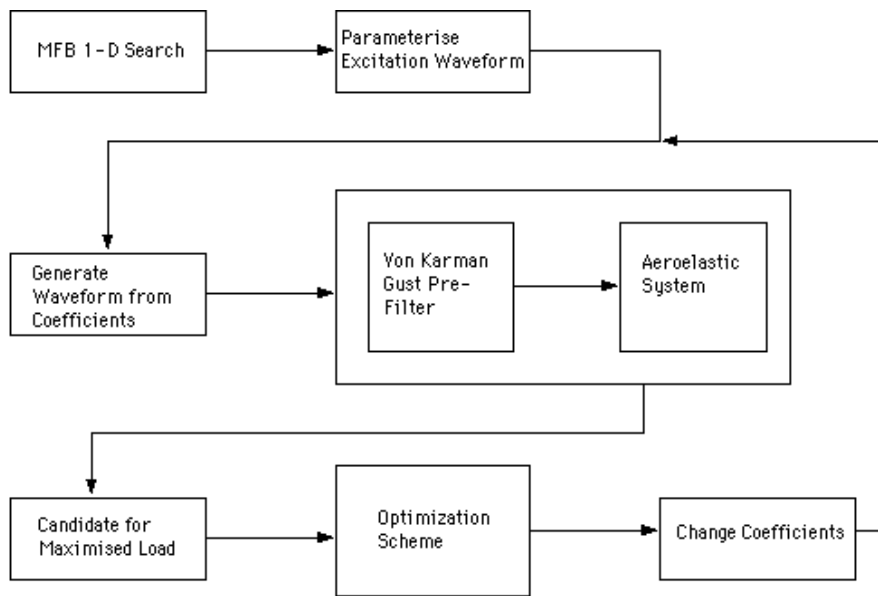 MFB 1-D Search
Parameterise
Excitation Waveform
Generate
Waveform from
Coefficients
Von Karman
Gust Pre-
Filter
Aeroelastic
System
Candidate for
Maximised Load
Optimization
Scheme
Change Coefficients